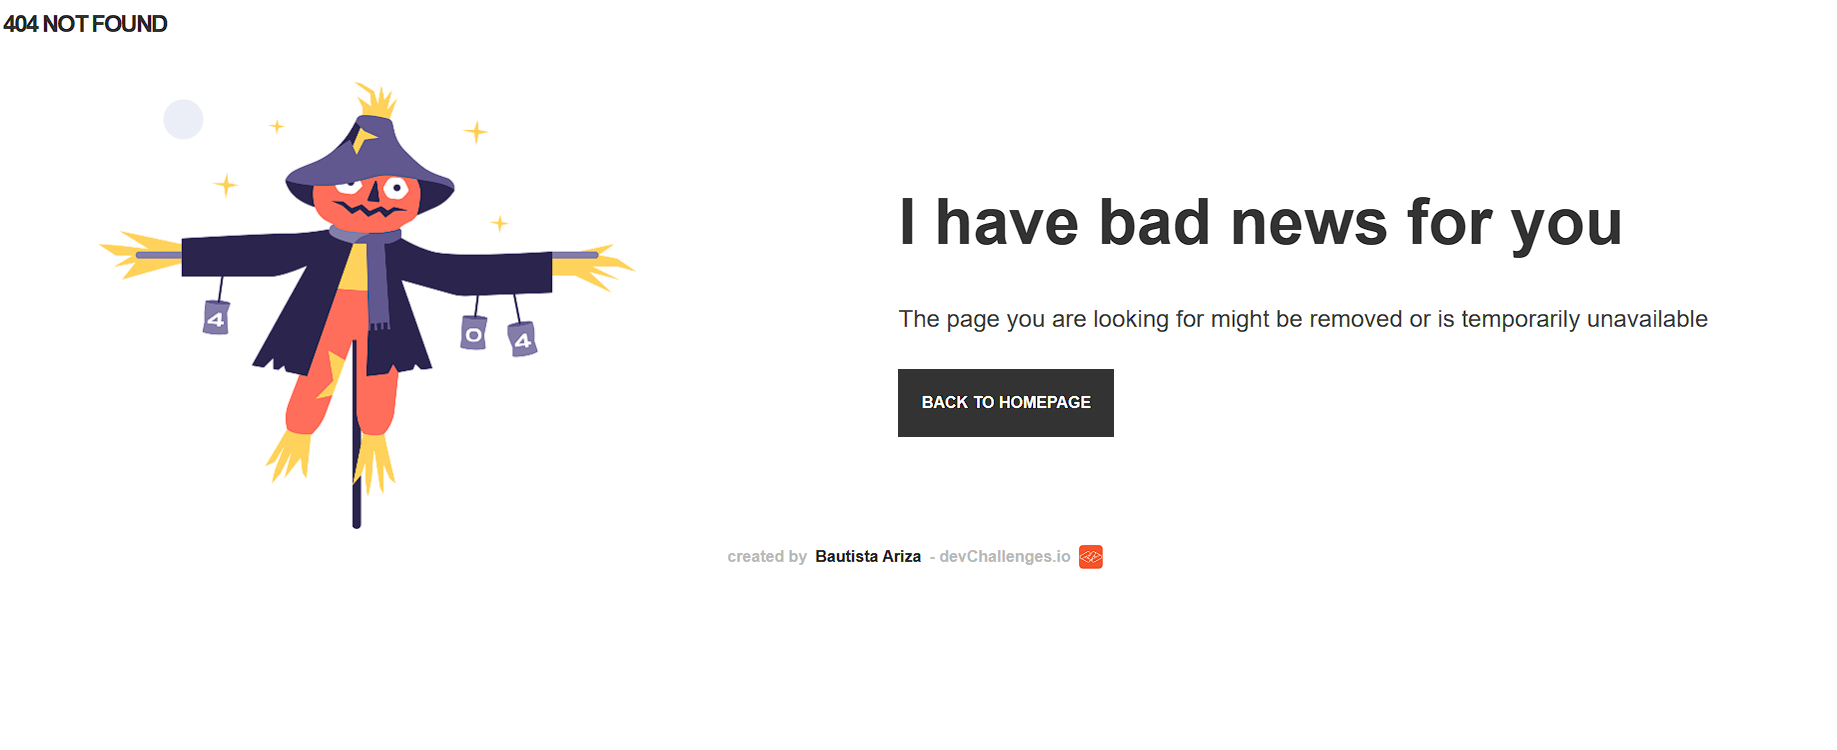 404 NOT FOUND
4
0
4
I have bad news for you
The page you are looking for might be removed or is temporarily unavailable
BACK TO HOMEPAGE
created by Bautista Ariza - devChallenges.io